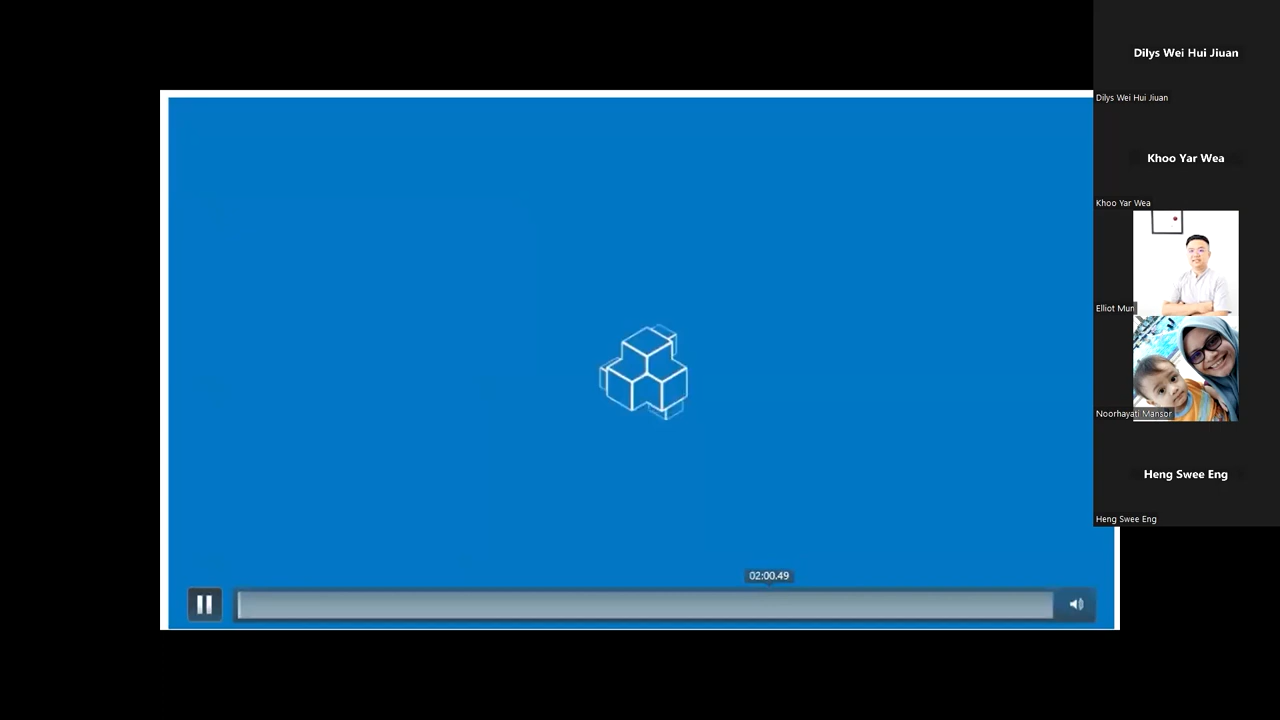 Dilys Wei Hui Jiuan
Dilys Wei Hui Jiuan
Khoo Yar Wea
Khoo Yar Wea
Elliot Mun
Noorhayati Mansor
Heng Swee Eng
Heng Swee Eng
02:00.49